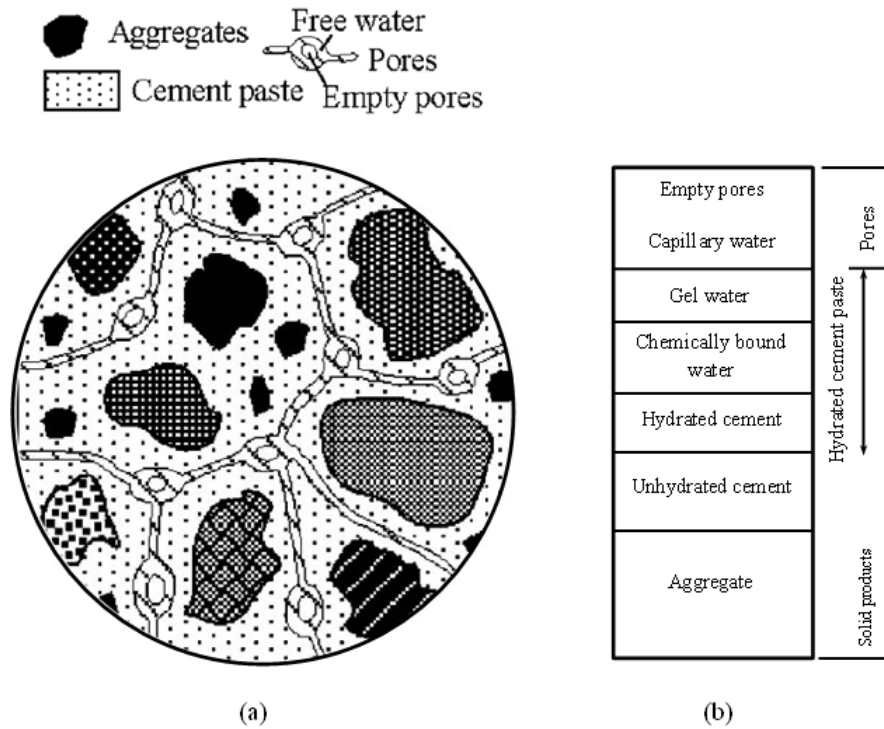 Aggregates
Free water
Pores
Cement paste
Empty pores
Empty pores
Capillary water
Gel water
Chemically bound
water
Hydrated cement
Unhydrated cement
Aggregate
Pores
Hydrated cement paste
Solid products
(a)
(b)